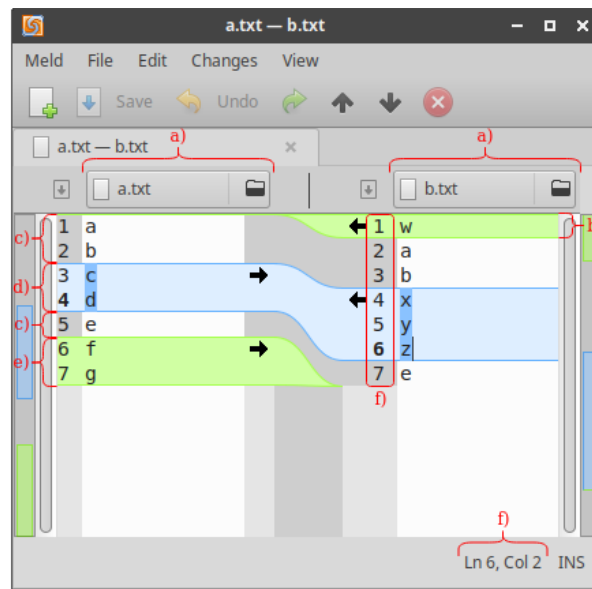 a.txt — b.txt
Meld File Edit Changes View
Save Undo
a.txt — b.txt
a) a)
a.txt b.txt
1 a 1 w
c) 2 b 2 a
3 c 3 b
d) 4 d 4 x
c) 5 e 5 y
e) 6 f 6 z
7 g 7 e
f)
f)
Ln 6, Col 2 INS